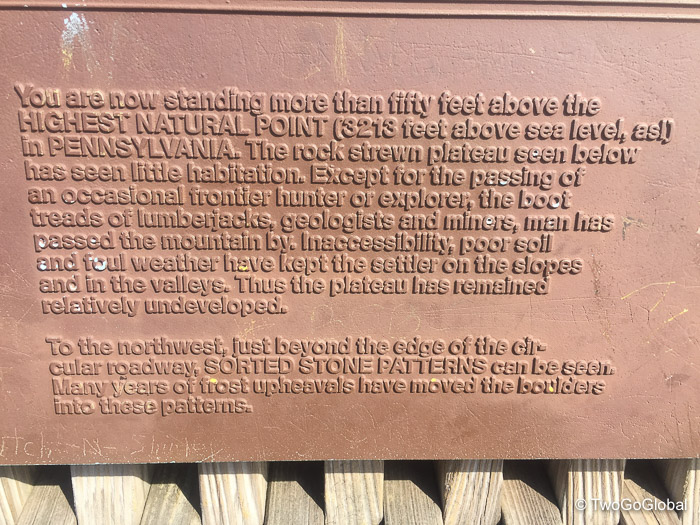 You are now standing more than fifty feet above the
HIGHEST NATURAL POINT (3213 feet above sea level, asl)
in PENNSYLVANIA. The rock strewn plateau seen below
has seen little habitation. Except for the passing of
an occasional frontier hunter or explorer, the boot
treads of lumberjacks, geologists and miners, man has
passed the mountain by. Inaccessibility, poor soil
and foul weather have kept the settler on the slopes
and in the valleys. Thus the plateau has remained
relatively undeveloped.
To the northwest, just beyond the edge of the cir-
cular roadway, SORTED STONE PATTERNS can be seen.
Many years of frost upheavals have moved the boulders
into these patterns.
© TwoGoGlobal